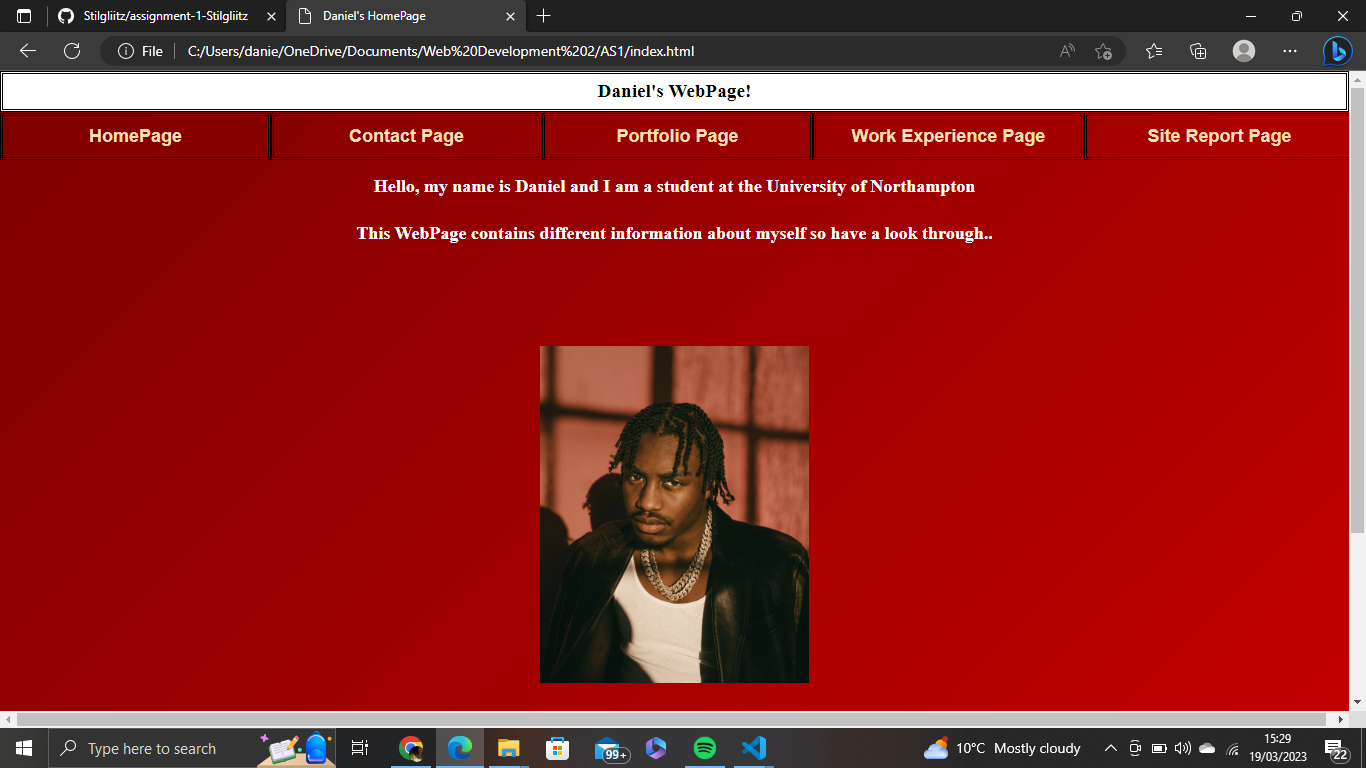 Stilgliitz/assignment-1-Stilgliitz
Daniel's HomePage
File
C:/Users/danie/OneDrive/Documents/Web%20Development%202/AS1/index.html
Daniel's WebPage!
HomePage
Contact Page
Portfolio Page
Work Experience Page
Site Report Page
Hello, my name is Daniel and I am a student at the University of Northampton
This WebPage contains different information about myself so have a look through..
Type here to search
99+
10°C Mostly cloudy
15:29
19/03/2023
22